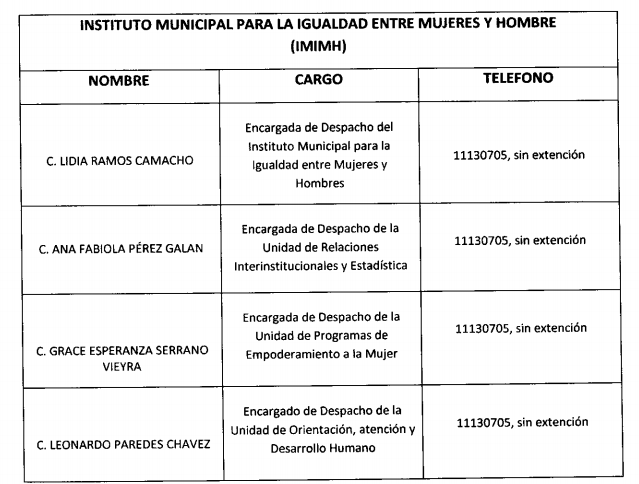 INSTITUTO MUNICIPAL PARA LA IGUALDAD ENTRE MUJERES Y HOMBRE
(IMIMH)
NOMBRE CARGO TELEFONO
C. LIDIA RAMOS CAMACHO
Encargada de Despacho del
Instituto Municipal para la
Igualdad entre Mujeres y
Hombres
11130705, sin extención
C. ANA FABIOLA PÉREZ GALAN
Encargada de Despacho de la
Unidad de Relaciones
Interinstitucionales y Estadística
11130705, sin extención
C. GRACE ESPERANZA SERRANO
VIEYRA
Encargada de Despacho de la
Unidad de Programas de
Empoderamiento a la Mujer
11130705, sin extención
C. LEONARDO PAREDES CHAVEZ
Encargado de Despacho de la
Unidad de Orientación, atención y
Desarrollo Humano
11130705, sin extención